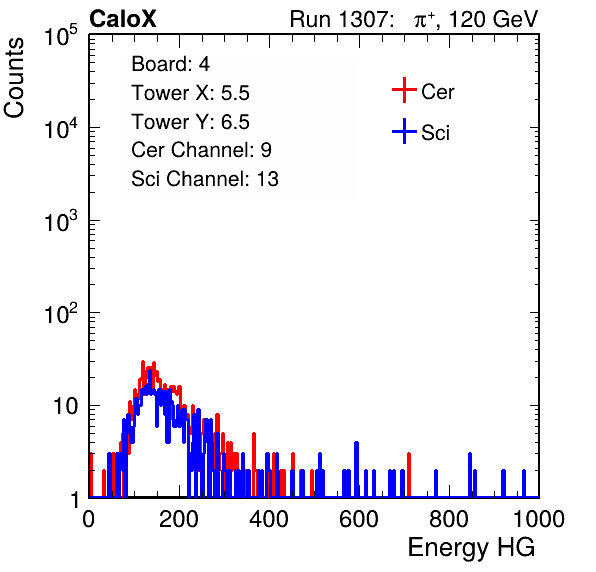 CaloX Run 1307: π⁺, 120 GeV
Counts
Board: 4
Tower X: 5.5
Tower Y: 6.5
Cer Channel: 9
Sci Channel: 13
Cer
Sci
10⁵
10⁴
10³
10²
10
1
0 200 400 600 800 1000
Energy HG